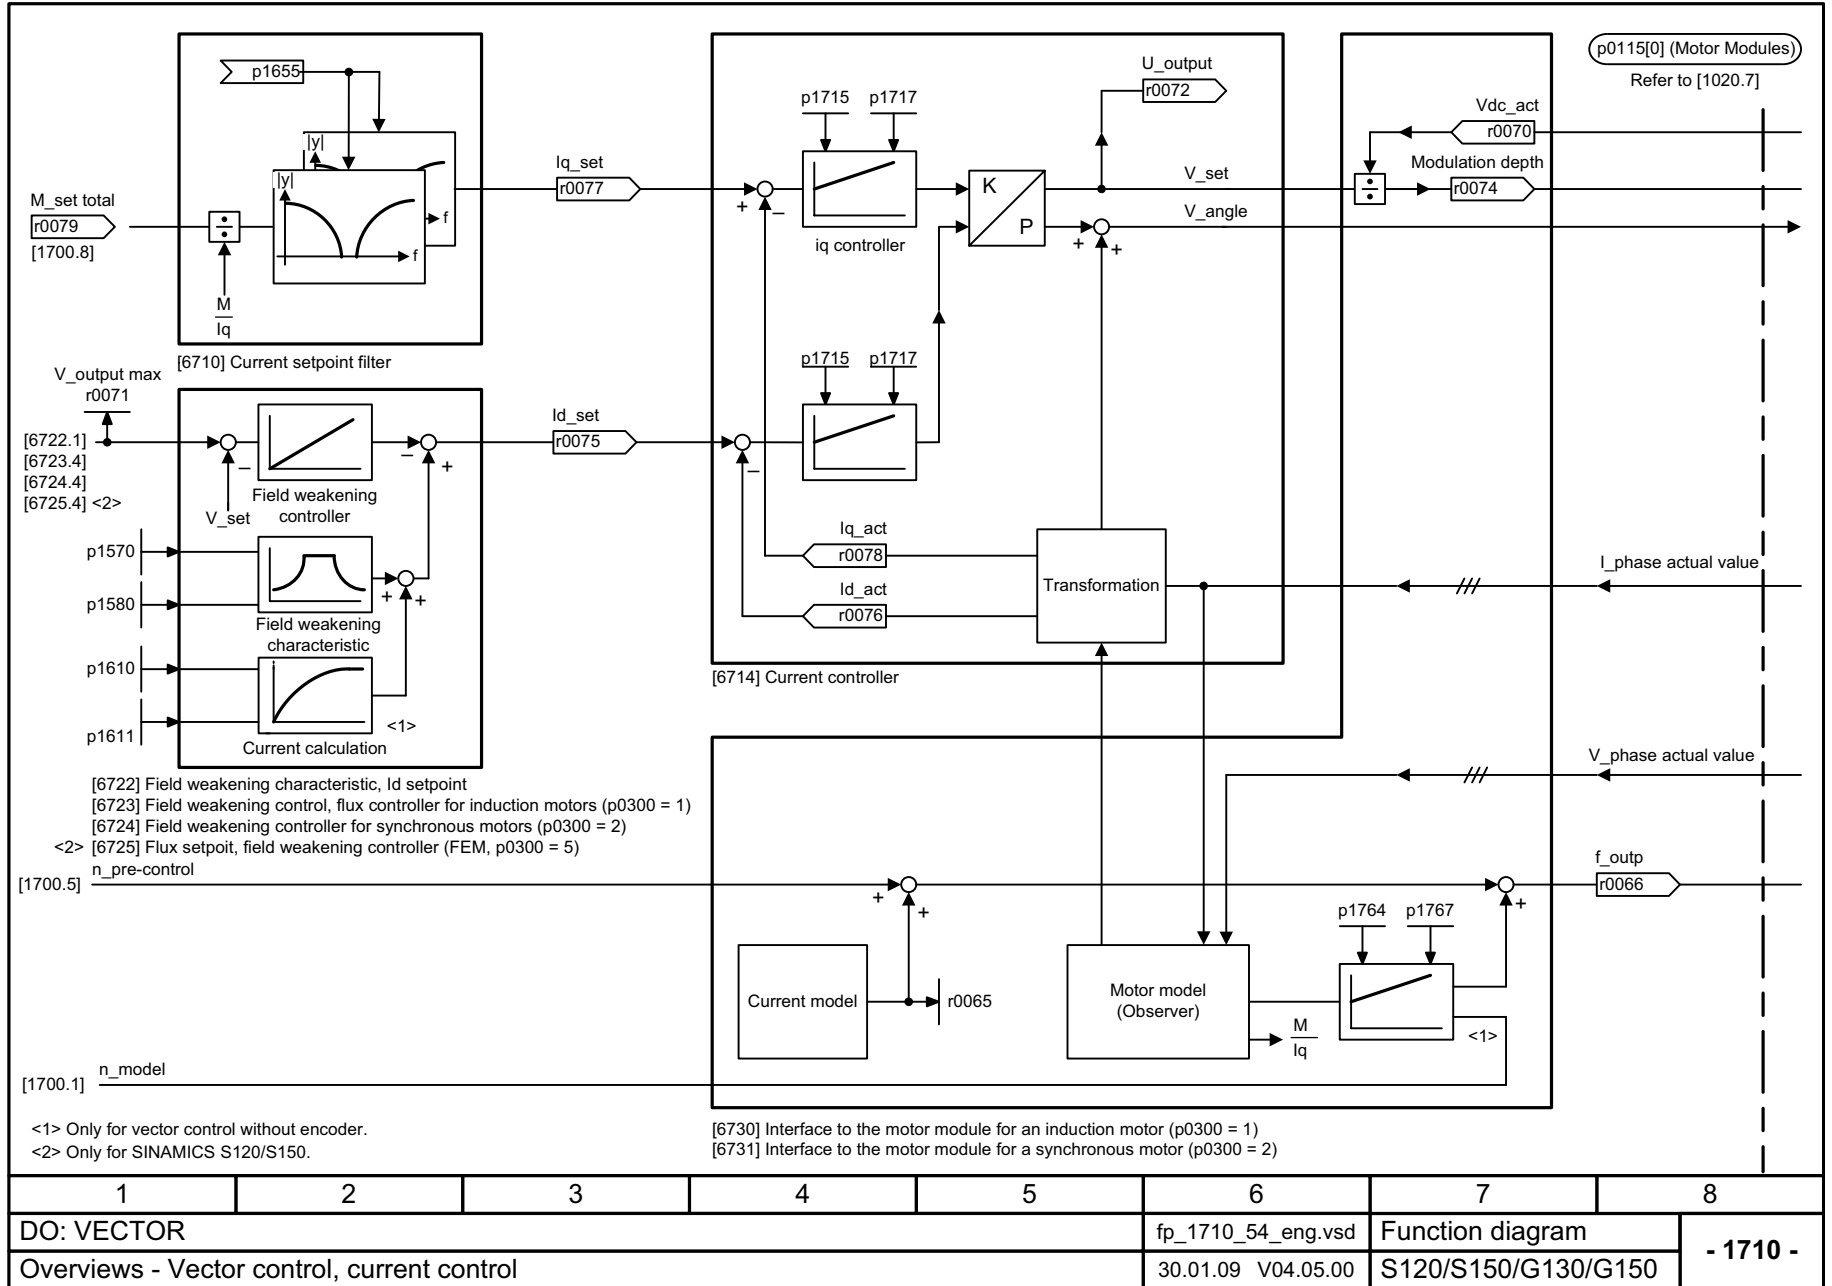 p0115[0] (Motor Modules)
Refer to [1020.7]
p1655
|y|
f
|y|
f
M_set total
r0079
[1700.8]
M
Iq
[6710] Current setpoint filter
Iq_set
r0077
+
–
p1715 p1717
iq controller
K
P
U_output
r0072
V_set
V_angle
+
+
Vdc_act
r0070
Modulation depth
r0074
V_output max
r0071
[6722.1]
[6723.4]
[6724.4]
[6725.4] <2>
–
V_set
Field weakening
controller
–
+
Id_set
r0075
–
p1715 p1717
p1570
p1580
Field weakening
characteristic
+
+
p1610
p1611
Current calculation
<1>
Iq_act
r0078
Id_act
r0076
Transformation
I_phase actual value
[6714] Current controller
V_phase actual value
[6722] Field weakening characteristic, Id setpoint
[6723] Field weakening control, flux controller for induction motors (p0300 = 1)
[6724] Field weakening controller for synchronous motors (p0300 = 2)
<2> [6725] Flux setpoit, field weakening controller (FEM, p0300 = 5)
[1700.5]
n_pre-control
+
+
+
f_outp
r0066
Current model
r0065
Motor model
(Observer)
M
Iq
p1764 p1767
<1>
[1700.1]
n_model
<1> Only for vector control without encoder.
<2> Only for SINAMICS S120/S150.
[6730] Interface to the motor module for an induction motor (p0300 = 1)
[6731] Interface to the motor module for a synchronous motor (p0300 = 2)
1 2 3 4 5 6 7 8
DO: VECTOR
fp_1710_54_eng.vsd
Function diagram
- 1710 -
Overviews - Vector control, current control
30.01.09 V04.05.00
S120/S150/G130/G150